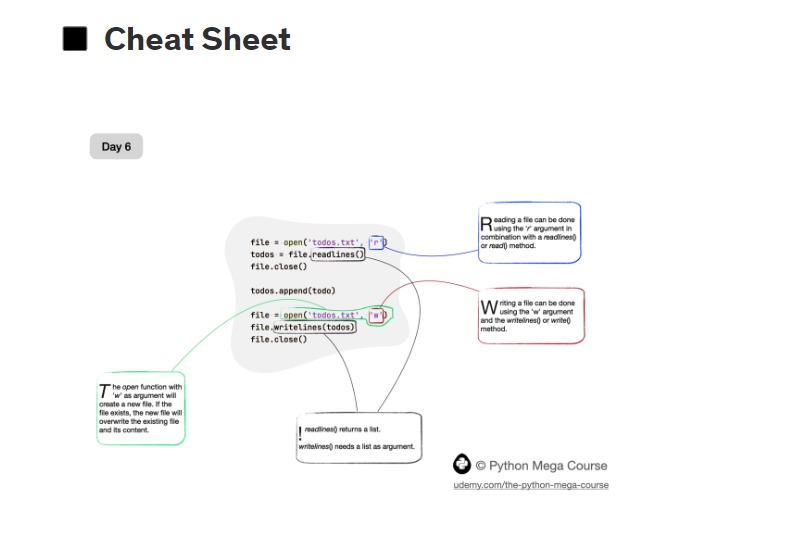 Cheat Sheet
Day 6
file = open('todos.txt', 'r')
todos = file.readlines()
file.close()
todos.append(todo)
file = open('todos.txt', 'w')
file.writelines(todos)
file.close()
Reading a file can be done
using the 'r' argument in
combination with a readlines()
or read() method.
Writing a file can be done
using the 'w' argument
and the writelines() or write()
method.
The open function with
'w' as argument will
create a new file. If the
file exists, the new file will
overwrite the existing file
and its content.
! readlines() returns a list.
writelines() needs a list as argument.
© Python Mega Course
udemy.com/the-python-mega-course